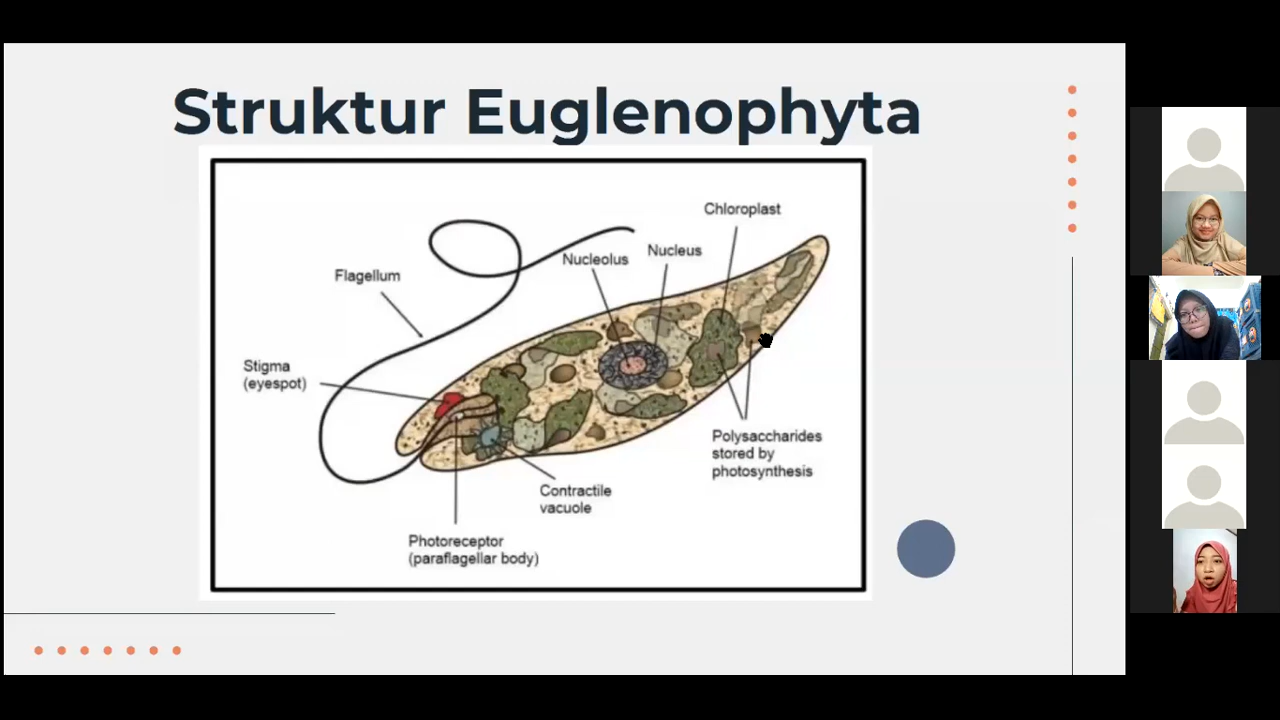 Struktur Euglenophyta
Chloroplast
Nucleolus
Nucleus
Flagellum
Stigma
(eyespot)
Polysaccharides
stored by
photosynthesis
Contractile
vacuole
Photoreceptor
(paraflagellar body)